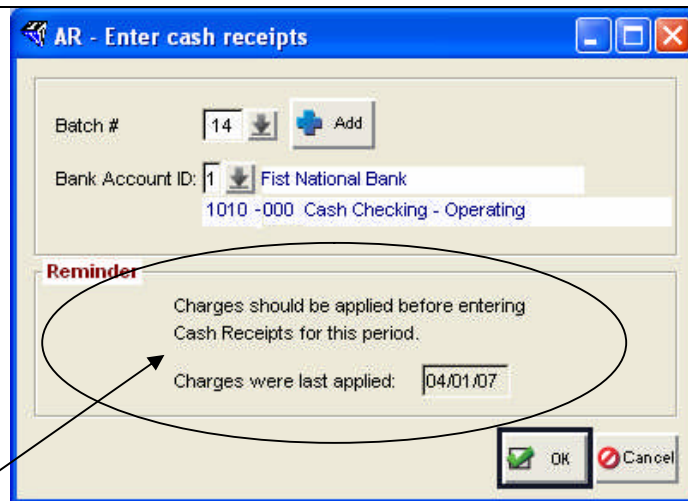 AR - Enter cash receipts
Batch # 14 Add
Bank Account ID: 1 Fist National Bank
1010 -000 Cash Checking - Operating
Reminder
Charges should be applied before entering
Cash Receipts for this period.
Charges were last applied: 04/01/07
OK Cancel